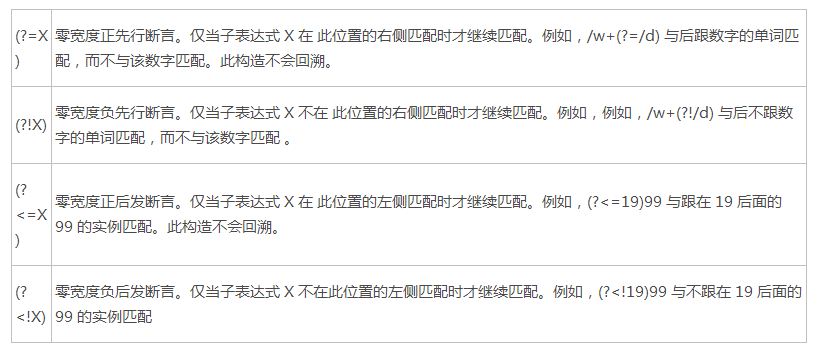 (?=X
)
零宽度正先行断言。仅当子表达式 X 在 此位置的右侧匹配时才继续匹配。例如，/w+(?=/d) 与后跟数字的单词匹
配，而不与该数字匹配。此构造不会回溯。
(?!X)
零宽度负先行断言。仅当子表达式 X 不在 此位置的右侧匹配时才继续匹配。例如，例如，/w+(?!/d) 与后不跟数
字的单词匹配，而不与该数字匹配 。
(?
<=X
)
零宽度正后发断言。仅当子表达式 X 在 此位置的左侧匹配时才继续匹配。例如，(?<=19)99 与跟在 19 后面的
99 的实例匹配。此构造不会回溯。
(?
<!X)
零宽度负后发断言。仅当子表达式 X 不在此位置的左侧匹配时才继续匹配。例如，(?<!19)99 与不跟在 19 后面的
99 的实例匹配